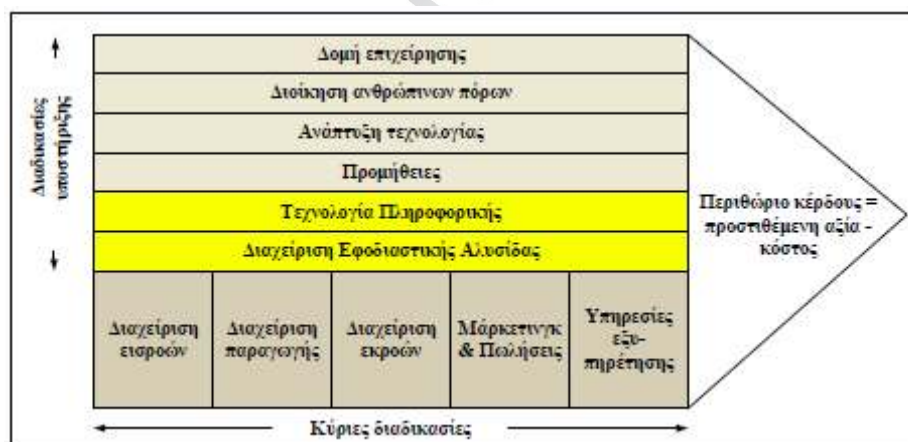 Διαδικασίες
υποστήριξης
Δομή επιχείρησης
Διοίκηση ανθρώπινων πόρων
Ανάπτυξη τεχνολογίας
Προμήθειες
Τεχνολογία Πληροφορικής
Διαχείριση Εφοδιαστικής Αλυσίδας
Διαχείριση
εισροών
Διαχείριση
παραγωγής
Διαχείριση
εκροών
Μάρκετινγκ
& Πωλήσεις
Υπηρεσίες
εξυ-
πηρέτησης
Περιθώριο κέρδους =
προστιθέμενη αξία -
κόστος
Κύριες διαδικασίες